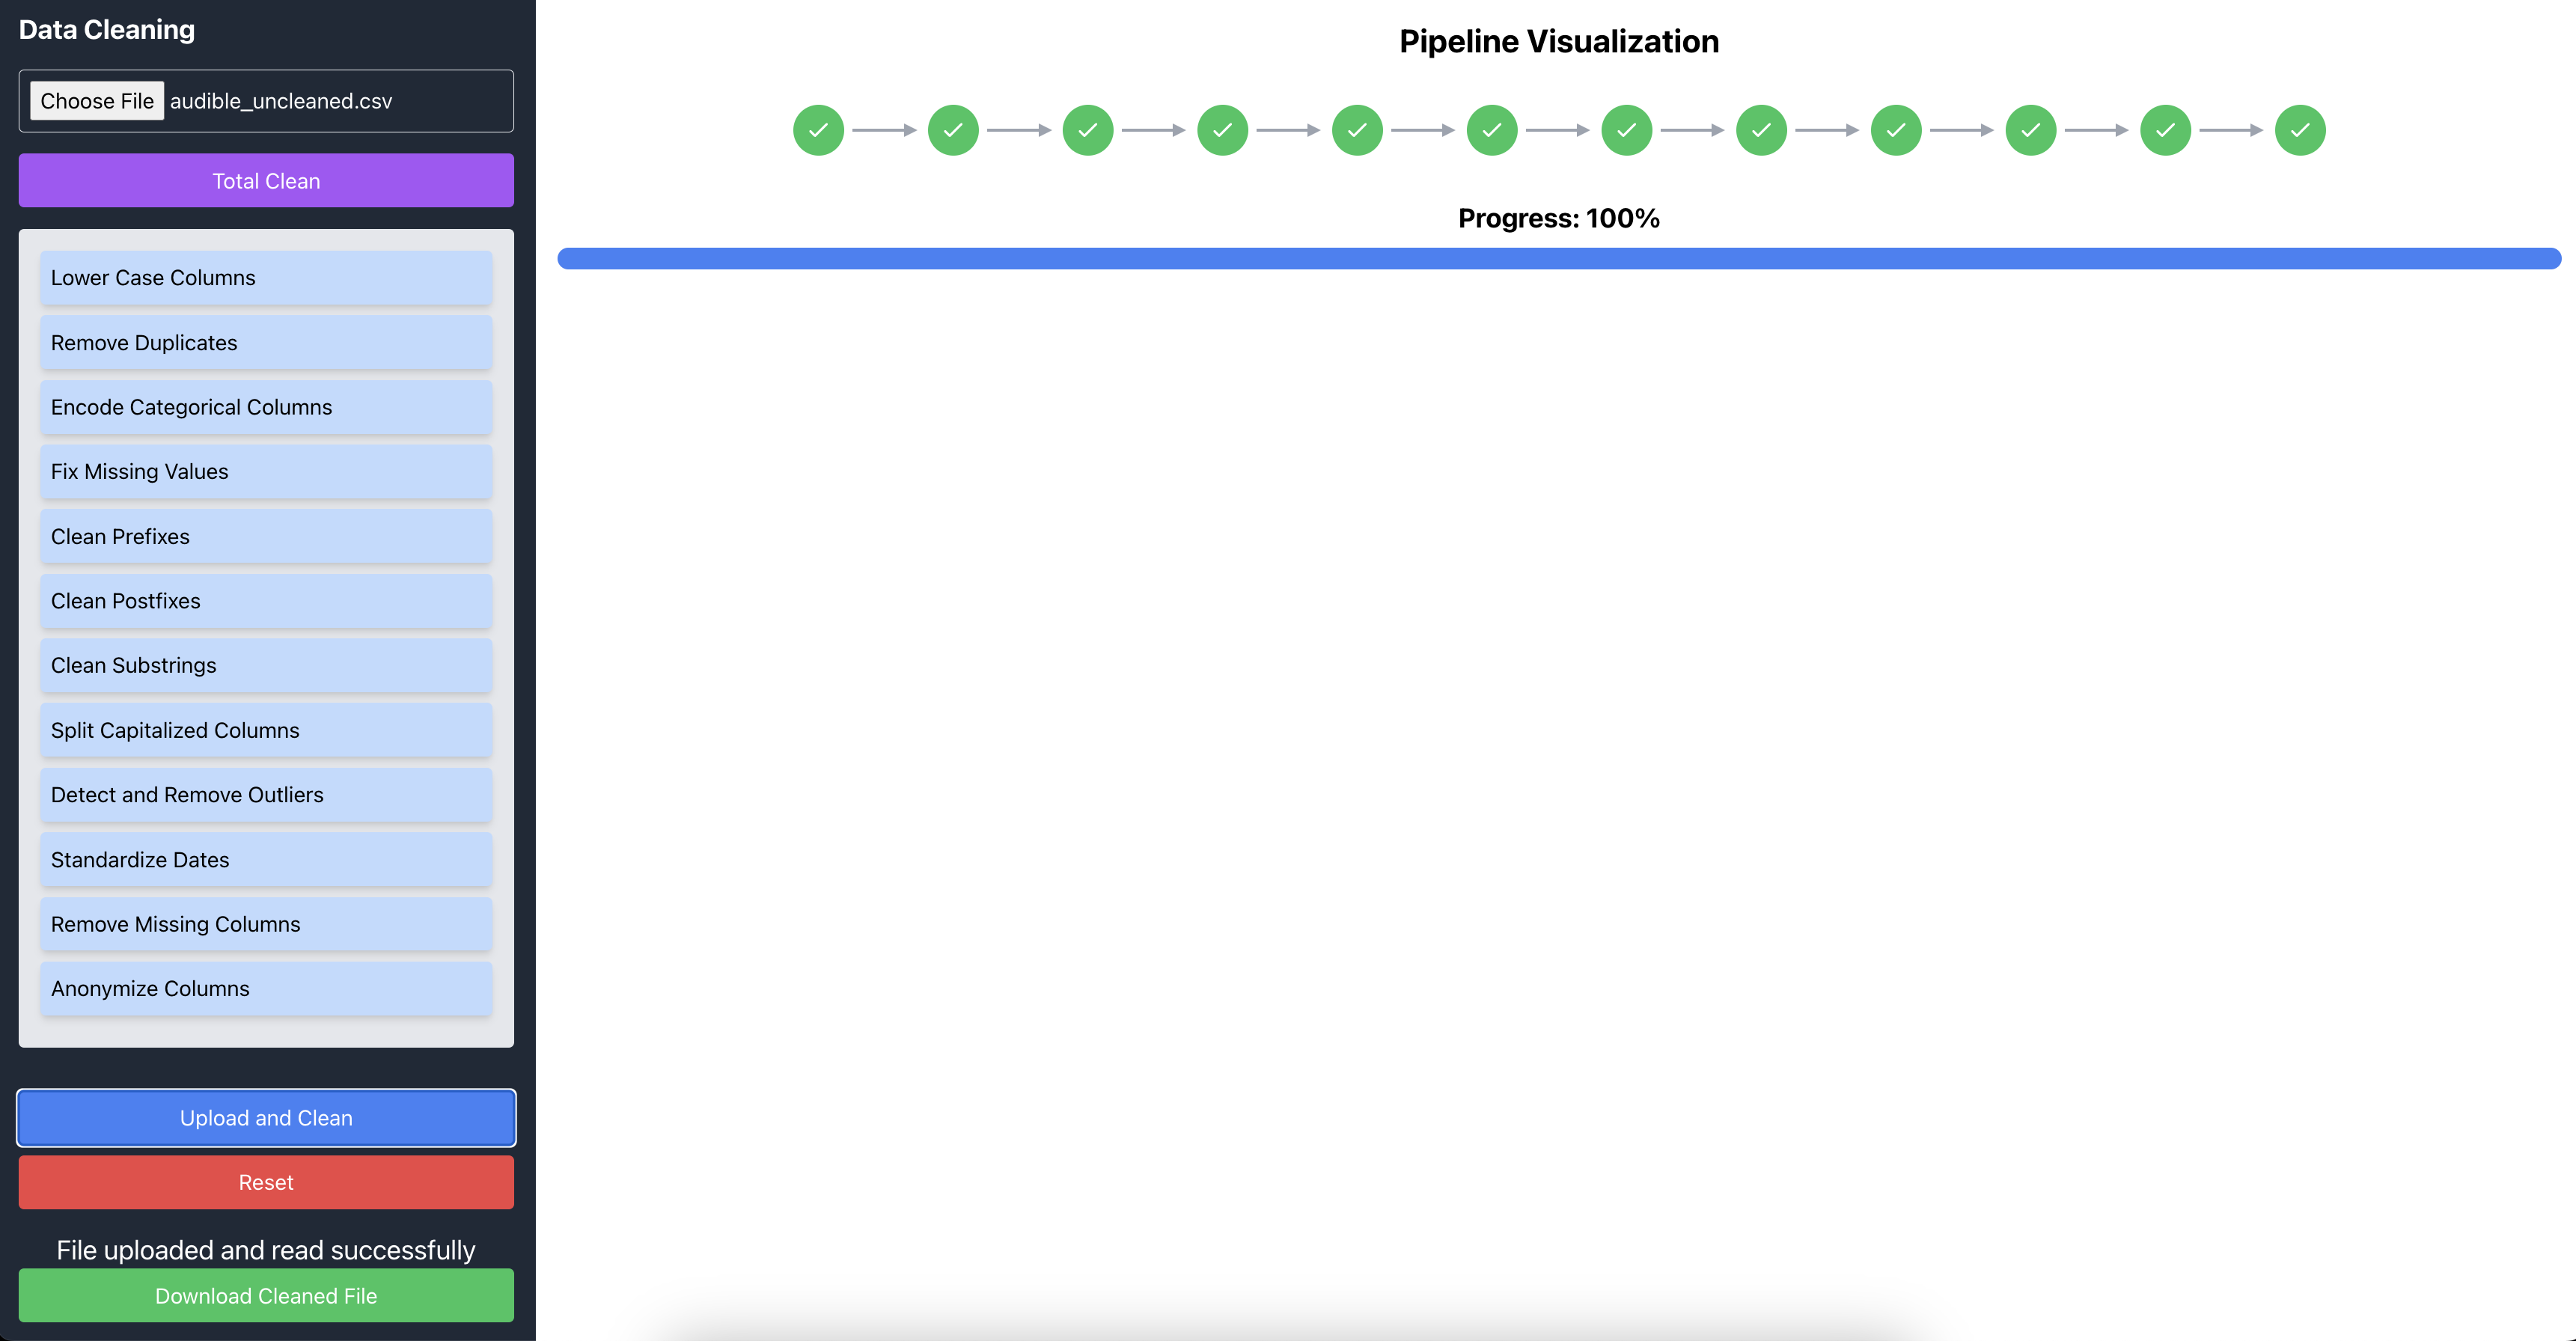 Data Cleaning
Choose File audible_uncleaned.csv
Total Clean
Lower Case Columns
Remove Duplicates
Encode Categorical Columns
Fix Missing Values
Clean Prefixes
Clean Postfixes
Clean Substrings
Split Capitalized Columns
Detect and Remove Outliers
Standardize Dates
Remove Missing Columns
Anonymize Columns
Upload and Clean
Reset
File uploaded and read successfully
Download Cleaned File
Pipeline Visualization
Progress: 100%